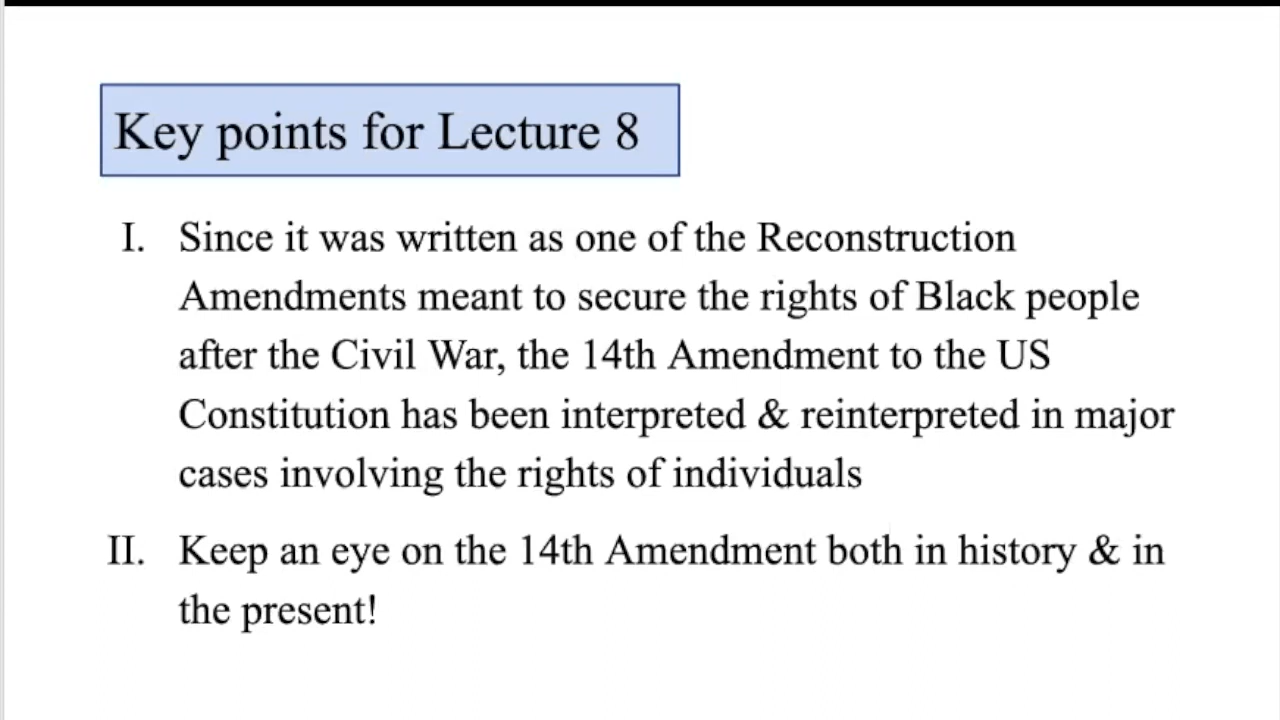 Key points for Lecture 8
I. Since it was written as one of the Reconstruction
Amendments meant to secure the rights of Black people
after the Civil War, the 14th Amendment to the US
Constitution has been interpreted & reinterpreted in major
cases involving the rights of individuals
II. Keep an eye on the 14th Amendment both in history & in
the present!